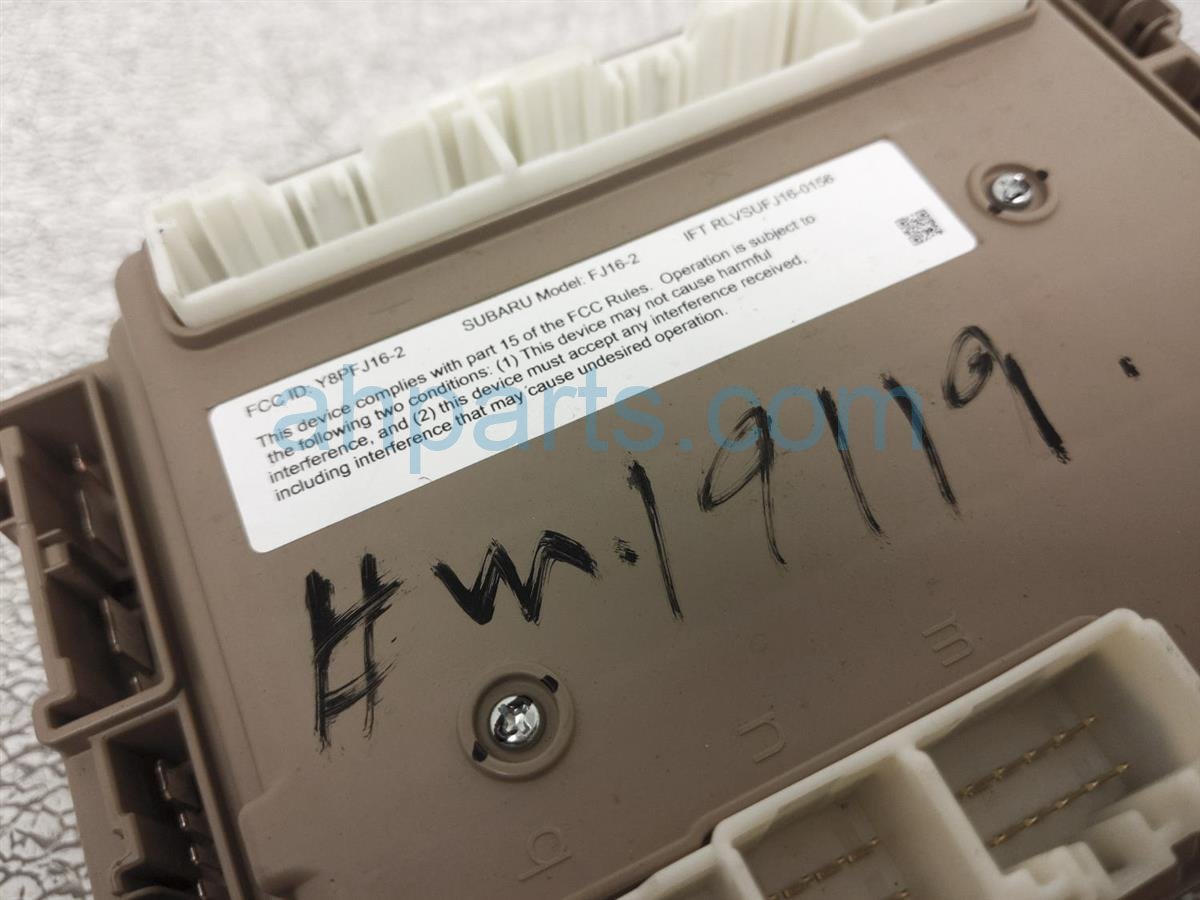 FCC ID: Y8PFJ16-2 SUBARU Model: FJ16-2 IFT RLVSUFJ16-0156
This device complies with part 15 of the FCC Rules. Operation is subject to
the following two conditions: (1) This device may not cause harmful
interference, and (2) this device must accept any interference received,
including interference that may cause undesired operation.
ahparts.com
#W.19119.
b n m